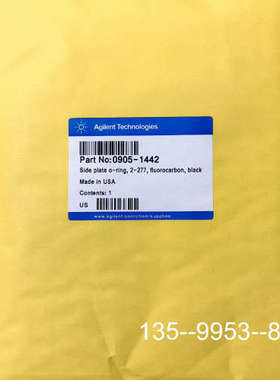 Agilent Technologies
Part No:0905-1442
Side plate o-ring, 2-277, fluorocarbon, black
Made in USA
Contents: 1
US
135--9953--8